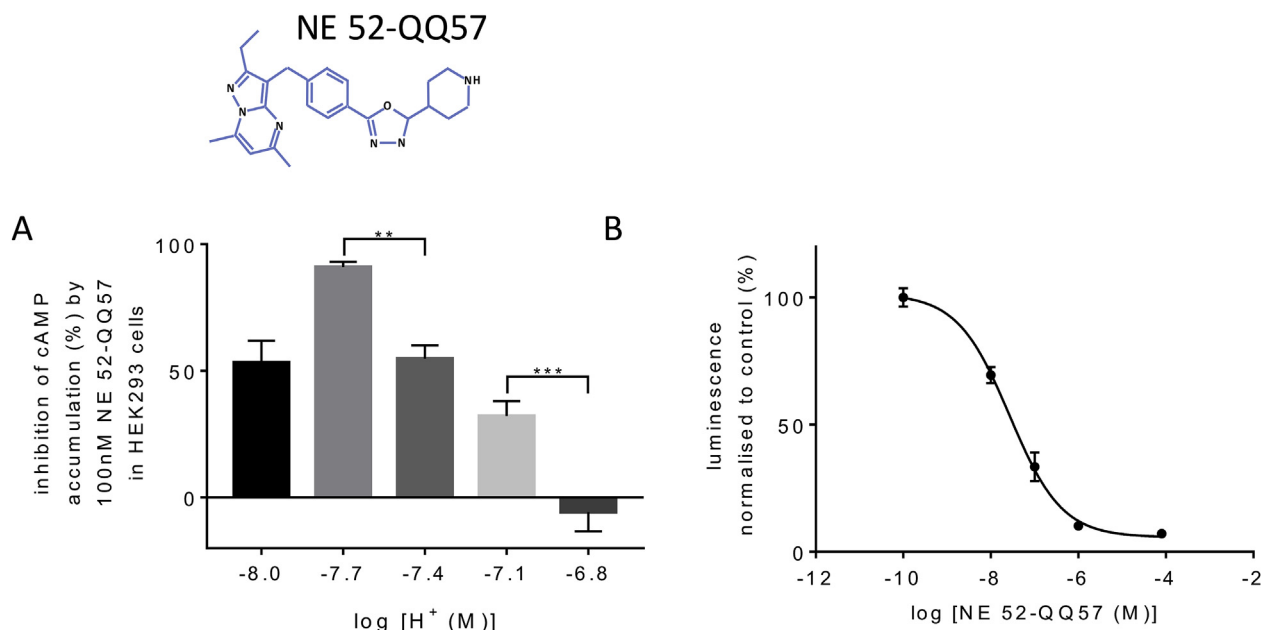 NE 52-QQ57
N
N
N
O
N
N
NH
A
inhibition of cAMP
accumulation (%) by
100nM NE 52-QQ57
in HEK293 cells
100
50
0
**
***
-8.0
-7.7
-7.4
-7.1
-6.8
log [H⁺ (M)]
B
luminescence
normalised to control (%)
100
50
0
-12
-10
-8
-6
-4
-2
log [NE 52-QQ57 (M)]